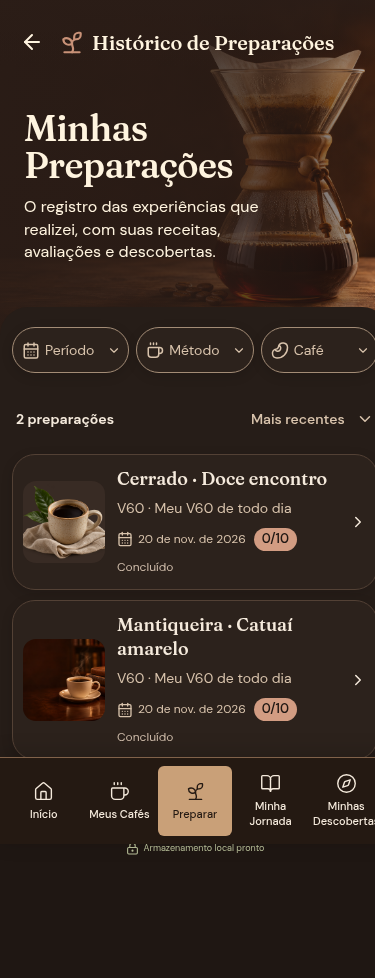 Histórico de Preparações
Minhas
Preparações
O registro das experiências que
realizei, com suas receitas,
avaliações e descobertas.
Período
Método
Café
2 preparações
Mais recentes
Cerrado · Doce encontro
V60 · Meu V60 de todo dia
20 de nov. de 2026
0/10
Concluído
Mantiqueira · Catuaí
amarelo
V60 · Meu V60 de todo dia
20 de nov. de 2026
0/10
Concluído
Início
Meus Cafés
Preparar
Minha
Jornada
Minhas
Descobertas
Armazenamento local pronto